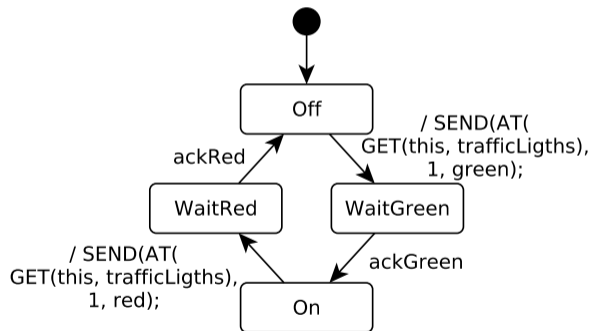 Off
/ SEND(AT(
GET(this, trafficLigths),
1, green);
ackRed
WaitRed
WaitGreen
/ SEND(AT(
GET(this, trafficLigths),
1, red);
ackGreen
On